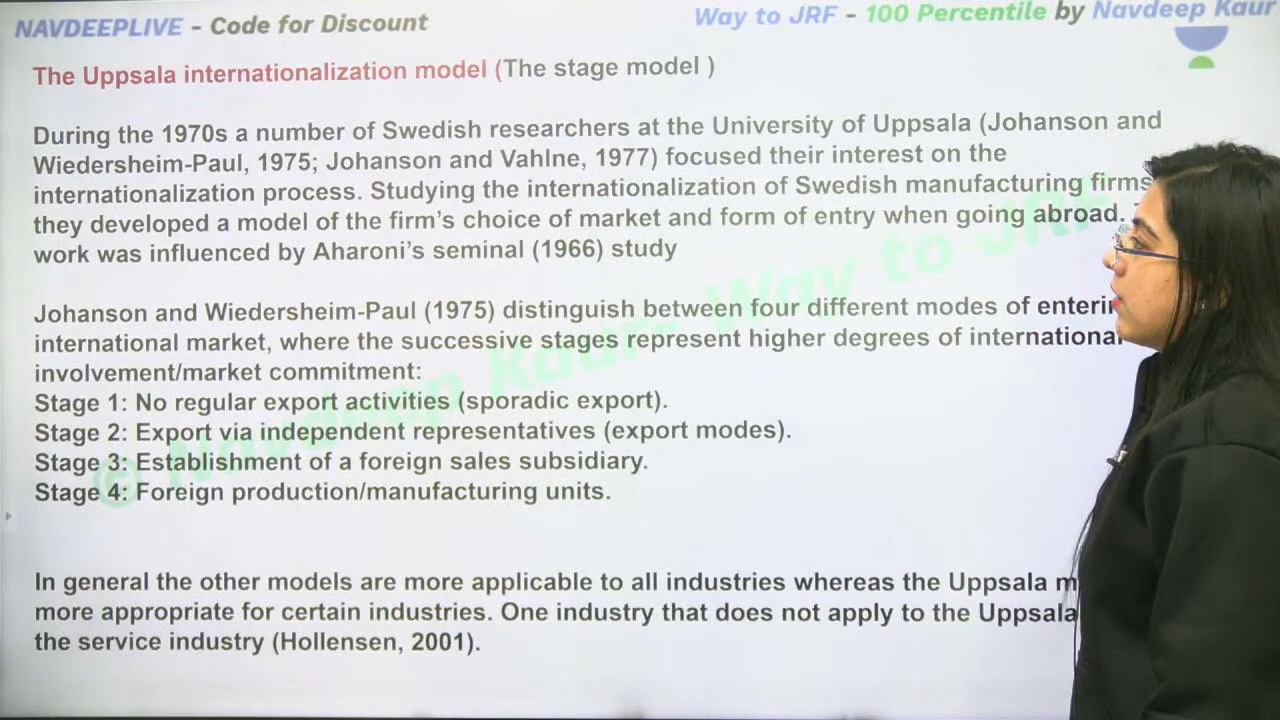 NAVDEEPLIVE - Code for Discount
Way to JRF - 100 Percentile by Navdeep Kaur
The Uppsala internationalization model (The stage model )
During the 1970s a number of Swedish researchers at the University of Uppsala (Johanson and
Wiedersheim-Paul, 1975; Johanson and Vahlne, 1977) focused their interest on the
internationalization process. Studying the internationalization of Swedish manufacturing firms
they developed a model of the firm's choice of market and form of entry when going abroad.
work was influenced by Aharoni's seminal (1966) study
Johanson and Wiedersheim-Paul (1975) distinguish between four different modes of
international market, where the successive stages represent higher degrees of
involvement/market commitment:
Stage 1: No regular export activities (sporadic export).
Stage 2: Export via independent representatives (export modes).
Stage 3: Establishment of a foreign sales subsidiary.
Stage 4: Foreign production/manufacturing units.
© Navdeep Kaur- Way to JRF
In general the other models are more applicable to all industries whereas the Uppsala
more appropriate for certain industries. One industry that does not apply to the Uppsala
the service industry (Hollensen, 2001).